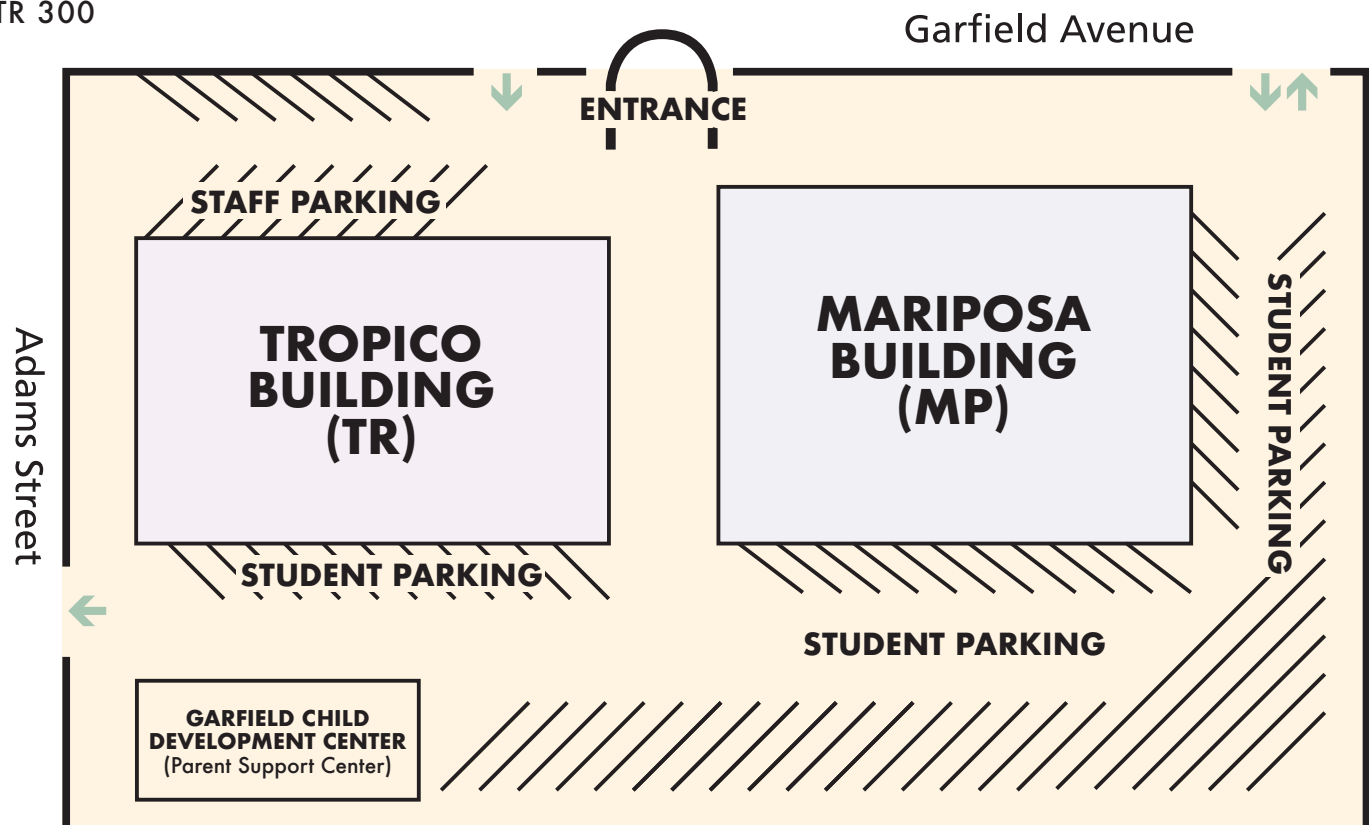 TR 300
Garfield Avenue
ENTRANCE
STAFF PARKING
TROPICO
BUILDING
(TR)
MARIPOSA
BUILDING
(MP)
STUDENT PARKING
Adams Street
STUDENT PARKING
STUDENT PARKING
GARFIELD CHILD
DEVELOPMENT CENTER
(Parent Support Center)